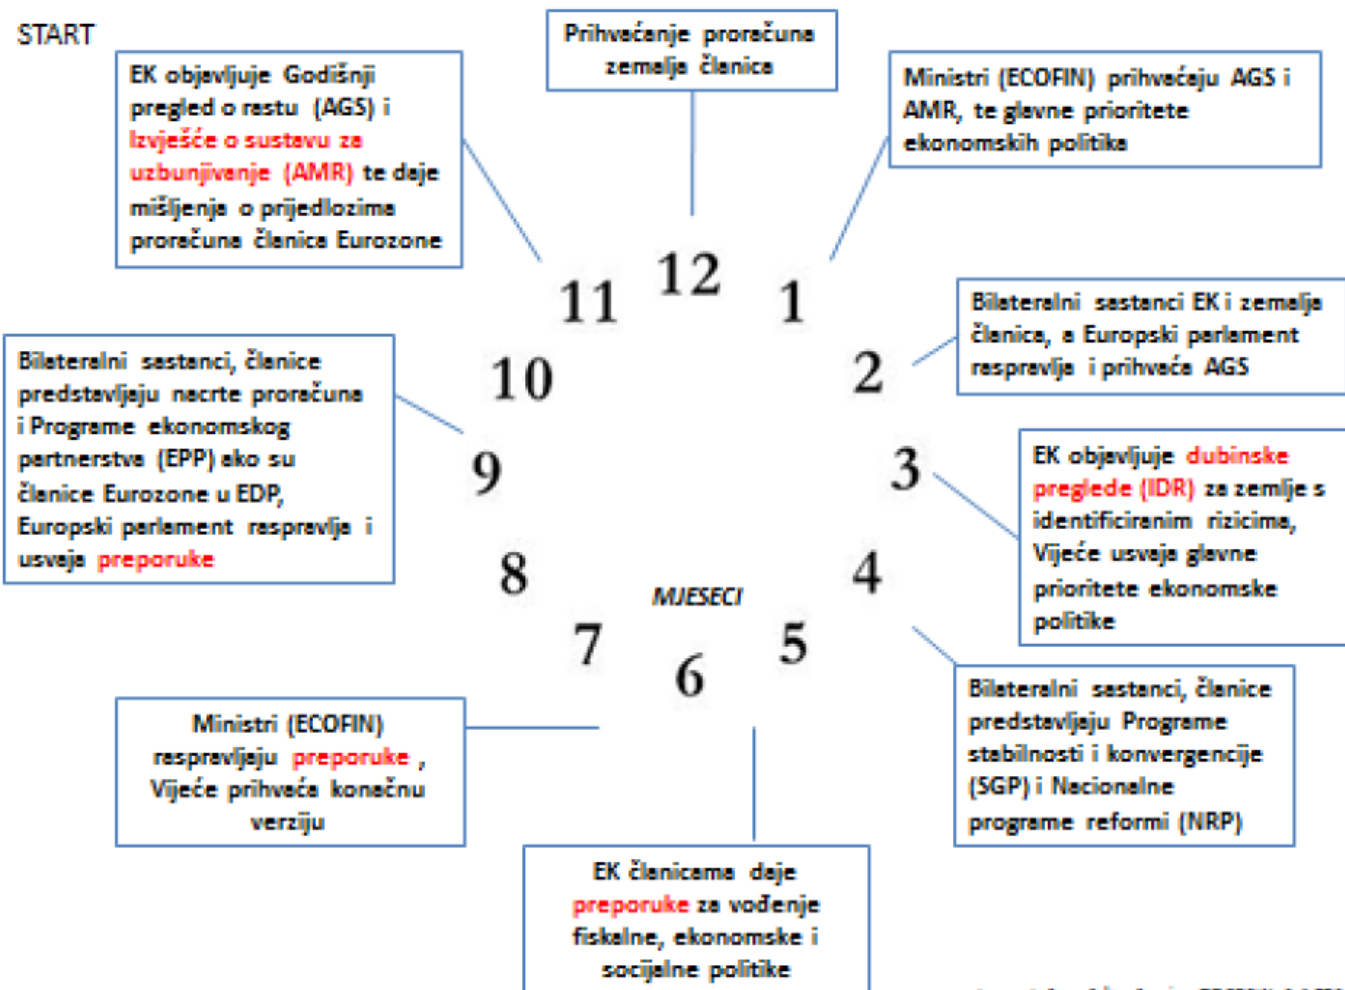 START
EK objavljuje Godišnji
pregled o rastu (AGS) i
Izvješće o sustavu za
uzbunjivanje (AMR) te daje
mišljenja o prijedlozima
proračuna članica Eurozone
Prihvaćanje proračuna
zemalja članica
Ministri (ECOFIN) prihvaćaju AGS i
AMR, te glavne prioritete
ekonomskih politika
Bilateralni sastanci EK i zemalja
članica, a Europski parlament
raspravlja i prihvaća AGS
EK objavljuje dubinske
preglede (IDR) za zemlje s
identificiranim rizicima,
Vijeće usvaja glavne
prioritete ekonomske
politike
Bilateralni sastanci, članice
predstavljaju Programe
stabilnosti i konvergencije
(SGP) i Nacionalne
programe reformi (NRP)
EK članicama daje
preporuke za vođenje
fiskalne, ekonomske i
socijalne politike
Ministri (ECOFIN)
raspravljaju preporuke ,
Vijeće prihvaća konačnu
verziju
Bilateralni sastanci, članice
predstavljaju nacrte proračuna
i Programe ekonomskog
partnerstva (EPP) ako su
članice Eurozone u EDP,
Europski parlament raspravlja i
usvaja preporuke
12
1
2
3
4
5
6
7
8
9
10
11
MJESECI